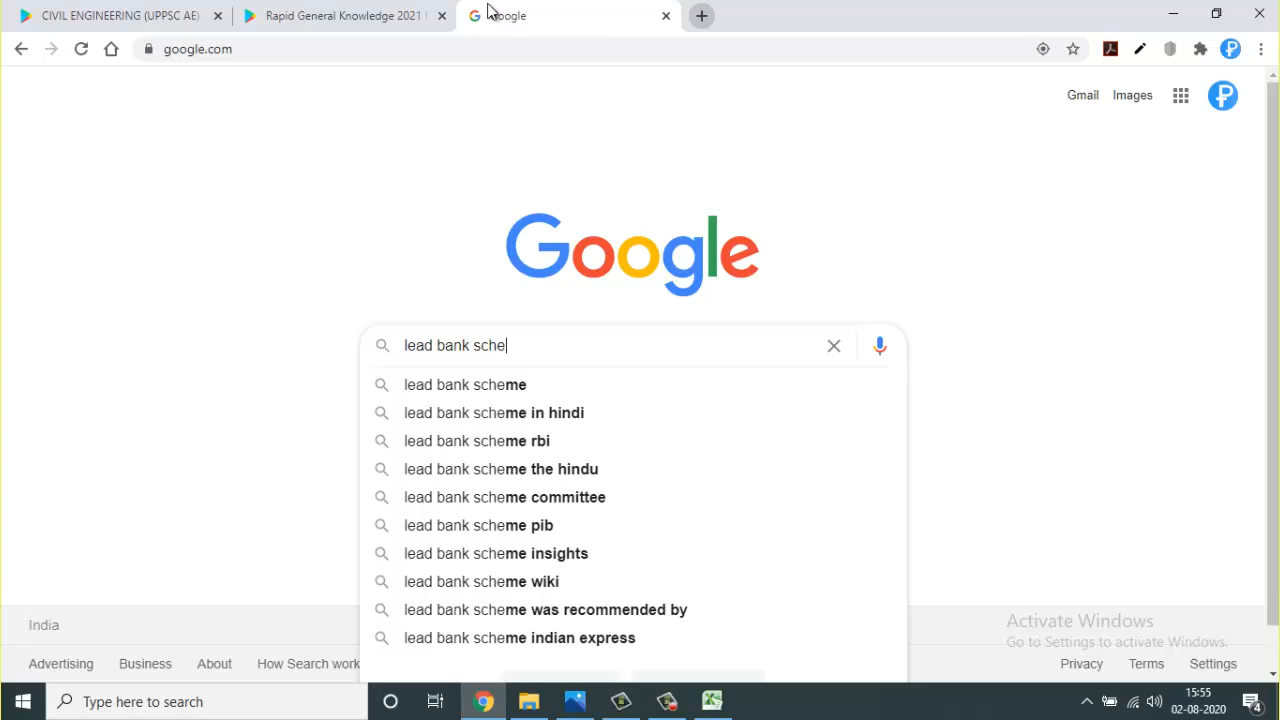 CIVIL ENGINEERING (UPPSC AE)
Rapid General Knowledge 2021 f
Google
google.com
Gmail
Images
Google
lead bank sche
lead bank scheme
lead bank scheme in hindi
lead bank scheme rbi
lead bank scheme the hindu
lead bank scheme committee
lead bank scheme pib
lead bank scheme insights
lead bank scheme wiki
lead bank scheme was recommended by
lead bank scheme indian express
India
Activate Windows
Go to Settings to activate Windows.
Advertising
Business
About
How Search work
Privacy
Terms
Settings
Type here to search
15:55
02-08-2020
4